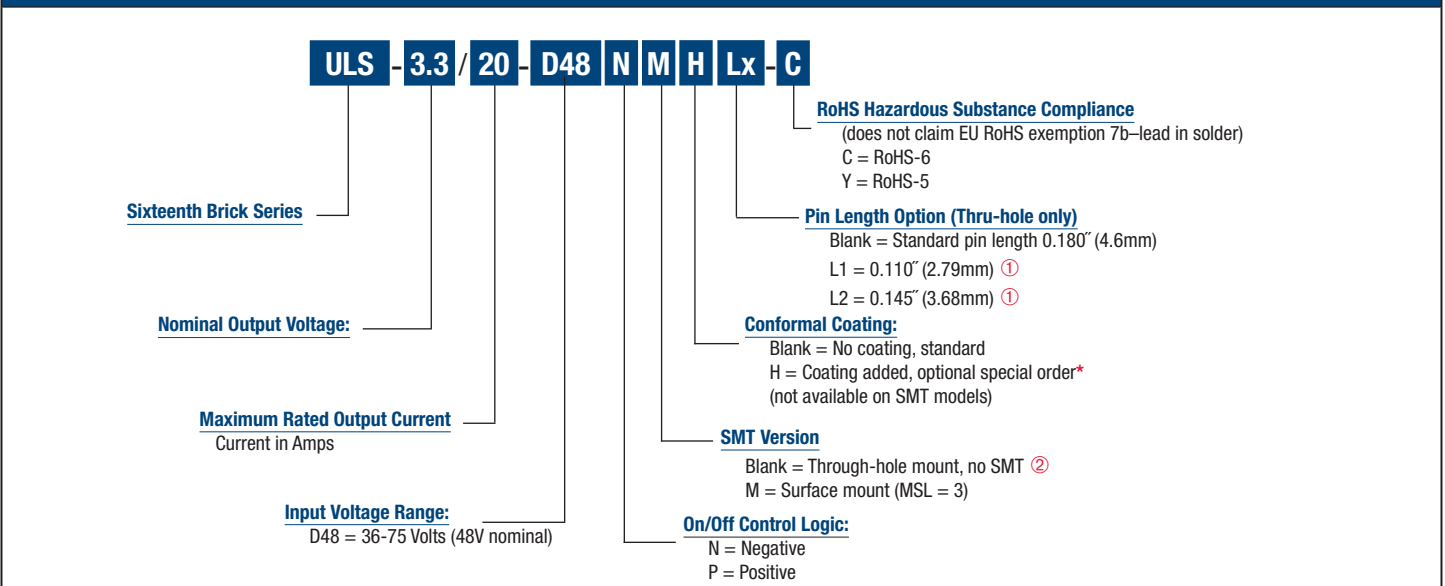 ULS - 3.3 / 20 - D48 N M H Lx - C
RoHS Hazardous Substance Compliance
(does not claim EU RoHS exemption 7b–lead in solder)
C = RoHS-6
Y = RoHS-5
Sixteenth Brick Series
Pin Length Option (Thru-hole only)
Blank = Standard pin length 0.180˝ (4.6mm)
L1 = 0.110˝ (2.79mm) ①
L2 = 0.145˝ (3.68mm) ①
Nominal Output Voltage:
Conformal Coating:
Blank = No coating, standard
H = Coating added, optional special order*
(not available on SMT models)
Maximum Rated Output Current
Current in Amps
SMT Version
Blank = Through-hole mount, no SMT ②
M = Surface mount (MSL = 3)
Input Voltage Range:
D48 = 36-75 Volts (48V nominal)
On/Off Control Logic:
N = Negative
P = Positive